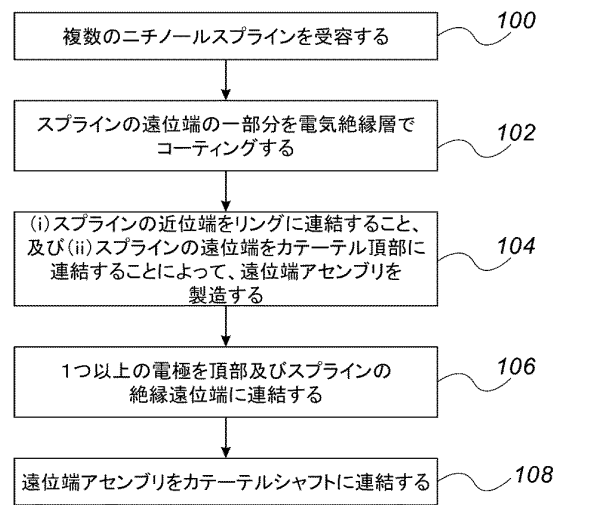 複数のニチノールスプラインを受容する
100
スプラインの遠位端の一部分を電気絶縁層で
コーティングする
102
(i)スプラインの近位端をリングに連結すること、
及び(ii)スプラインの遠位端をカテーテル頂部に
連結することによって、遠位端アセンブリを
製造する
104
1つ以上の電極を頂部及びスプラインの
絶縁遠位端に連結する
106
遠位端アセンブリをカテーテルシャフトに連結する
108